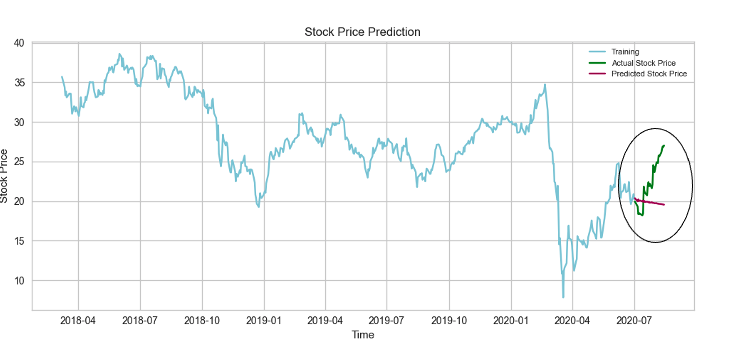 Stock Price Prediction
Training
Actual Stock Price
Predicted Stock Price
Stock Price
40
35
30
25
20
15
10
2018-04 2018-07 2018-10 2019-01 2019-04 2019-07 2019-10 2020-01 2020-04 2020-07
Time